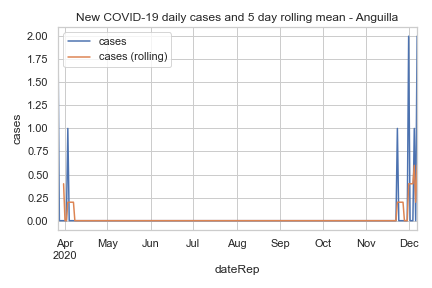 New COVID-19 daily cases and 5 day rolling mean - Anguilla
cases
cases (rolling)
2.00
1.75
1.50
1.25
1.00
0.75
0.50
0.25
0.00
cases
Apr May Jun Jul Aug Sep Oct Nov Dec
2020
dateRep